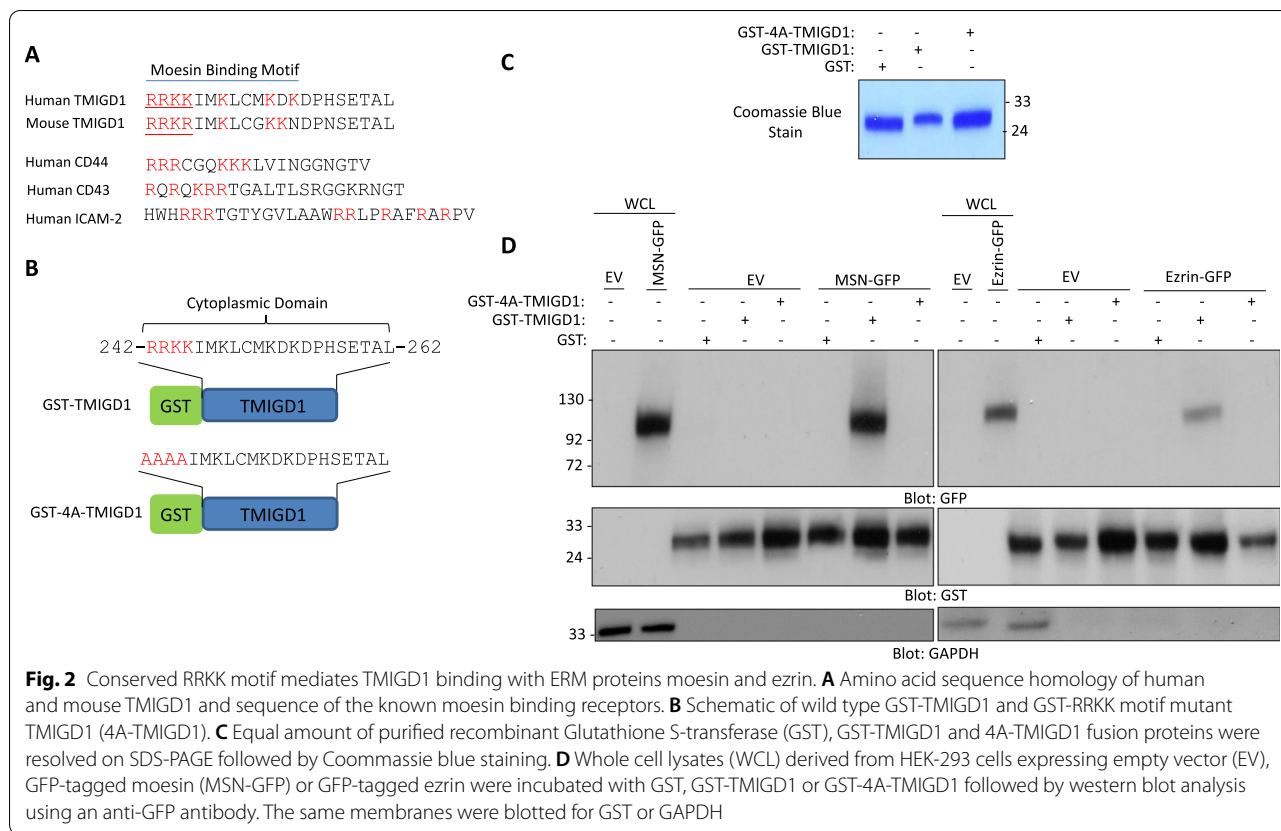 A
Moesin Binding Motif
Human TMIGD1 RRKKIMKLCMKDKDPHSETAL
Mouse TMIGD1 RRKRIMKLCGKKNDPNSETAL
Human CD44 RRRCGQKKKLVINGGNGTV
Human CD43 RQRQKRRTGALTLSRGGKRNGT
Human ICAM-2 HWHRRRTGTYGVLAAWRRLPRAFRARPV
B
Cytoplasmic Domain
242-RRKKIMKLCMKDKDPHSETAL-262
GST-TMIGD1 GST TMIGD1
AAAAIMKLCMKDKDPHSETAL
GST-4A-TMIGD1 GST TMIGD1
C
GST-4A-TMIGD1: - - +
GST-TMIGD1: - + -
GST: + - -
Coomassie Blue
Stain
- 33
- 24
D
WCL WCL
EV MSN-GFP EV MSN-GFP EV Ezrin-GFP EV Ezrin-GFP
GST-4A-TMIGD1: - - - - + - - + - - - - + - - +
GST-TMIGD1: - - - + - - + - - - - + - - + -
GST: - - + - - + - - - - + - - + - -
130 -
92 -
72 -
Blot: GFP
33 -
24 -
Blot: GST
33 -
Blot: GAPDH
Fig. 2 Conserved RRKK motif mediates TMIGD1 binding with ERM proteins moesin and ezrin. A Amino acid sequence homology of human
and mouse TMIGD1 and sequence of the known moesin binding receptors. B Schematic of wild type GST-TMIGD1 and GST-RRKK motif mutant
TMIGD1 (4A-TMIGD1). C Equal amount of purified recombinant Glutathione S-transferase (GST), GST-TMIGD1 and 4A-TMIGD1 fusion proteins were
resolved on SDS-PAGE followed by Coommassie blue staining. D Whole cell lysates (WCL) derived from HEK-293 cells expressing empty vector (EV),
GFP-tagged moesin (MSN-GFP) or GFP-tagged ezrin were incubated with GST, GST-TMIGD1 or GST-4A-TMIGD1 followed by western blot analysis
using an anti-GFP antibody. The same membranes were blotted for GST or GAPDH